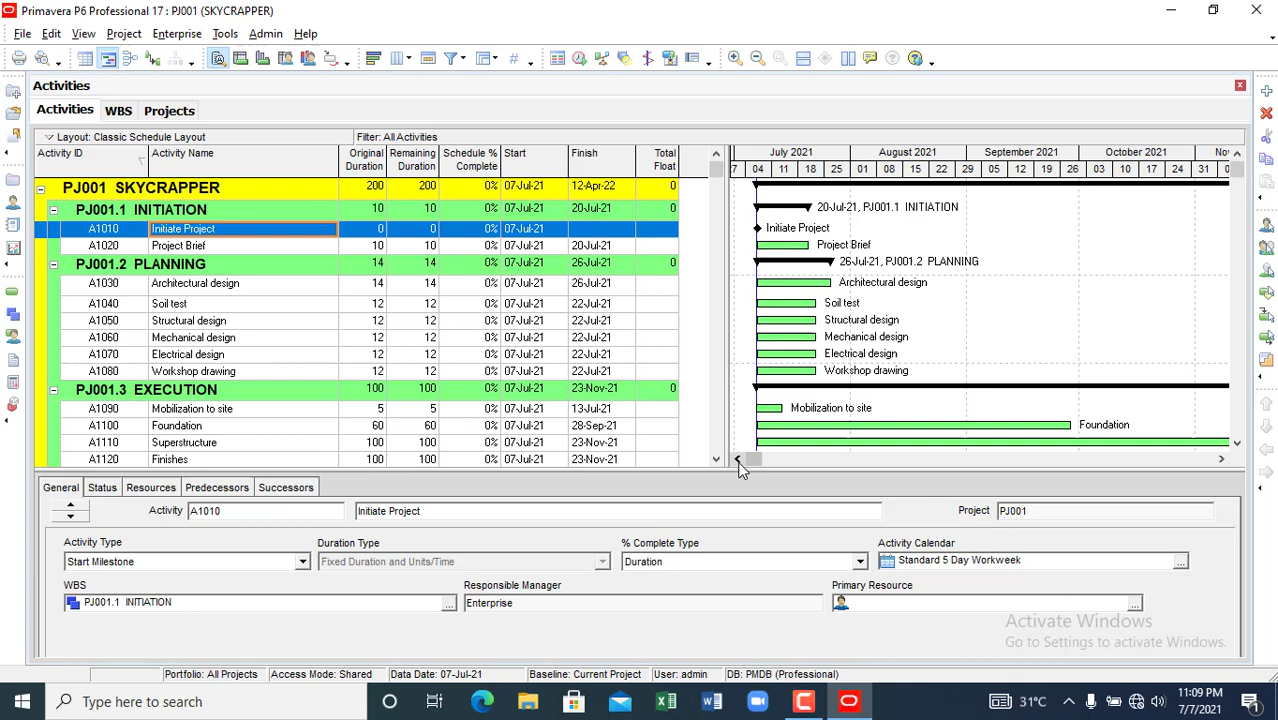 Primavera P6 Professional 17 : PJ001 (SKYCRAPPER)
File Edit View Project Enterprise Tools Admin Help
Activities
Activities WBS Projects
Layout: Classic Schedule Layout Filter: All Activities
Activity ID Activity Name Original Duration Remaining Duration Schedule % Complete Start Finish Total Float
July 2021 August 2021 September 2021 October 2021
04 11 18 25 01 08 15 22 29 05 12 19 26 03 10 17 24 31
PJ001 SKYCRAPPER 200 200 0% 07-Jul-21 12-Apr-22 0
PJ001.1 INITIATION 10 10 0% 07-Jul-21 20-Jul-21 0 20-Jul-21, PJ001.1 INITIATION
A1010 Initiate Project 0 0 0% 07-Jul-21 Initiate Project
A1020 Project Brief 10 10 0% 07-Jul-21 20-Jul-21 Project Brief
PJ001.2 PLANNING 14 14 0% 07-Jul-21 26-Jul-21 0 26-Jul-21, PJ001.2 PLANNING
A1030 Architectural design 14 14 0% 07-Jul-21 26-Jul-21 Architectural design
A1040 Soil test 12 12 0% 07-Jul-21 22-Jul-21 Soil test
A1050 Structural design 12 12 0% 07-Jul-21 22-Jul-21 Structural design
A1060 Mechanical design 12 12 0% 07-Jul-21 22-Jul-21 Mechanical design
A1070 Electrical design 12 12 0% 07-Jul-21 22-Jul-21 Electrical design
A1080 Workshop drawing 12 12 0% 07-Jul-21 22-Jul-21 Workshop drawing
PJ001.3 EXECUTION 100 100 0% 07-Jul-21 23-Nov-21 0
A1090 Mobilization to site 5 5 0% 07-Jul-21 13-Jul-21 Mobilization to site
A1100 Foundation 60 60 0% 07-Jul-21 28-Sep-21 Foundation
A1110 Superstructure 100 100 0% 07-Jul-21 23-Nov-21
A1120 Finishes 100 100 0% 07-Jul-21 23-Nov-21
General Status Resources Predecessors Successors
Activity A1010 Initiate Project Project PJ001
Activity Type Duration Type % Complete Type Activity Calendar
Start Milestone Fixed Duration and Units/Time Duration Standard 5 Day Workweek ...
WBS Responsible Manager Primary Resource
PJ001.1 INITIATION ... Enterprise ...
Activate Windows
Go to Settings to activate Windows.
Portfolio: All Projects Access Mode: Shared Data Date: 07-Jul-21 Baseline: Current Project User: admin DB: PMDB (Professional)
Type here to search 31°C 11:09 PM
7/7/2021